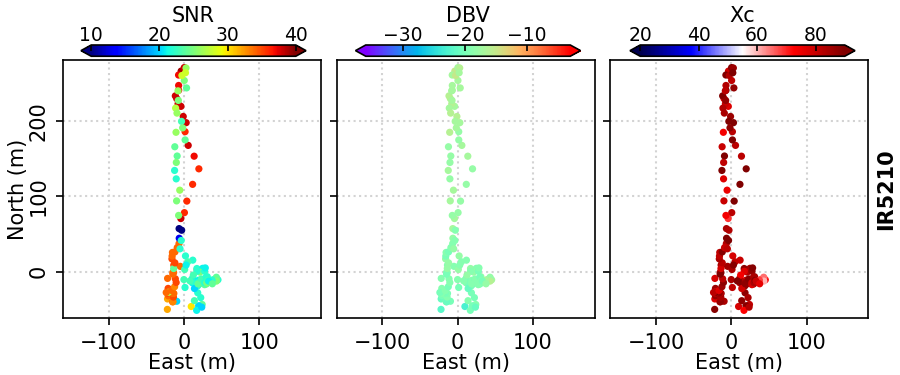 SNR DBV Xc
10 20 30 40 −30 −20 −10 20 40 60 80
200
100
0
North (m)
IR5210
−100 0 100 −100 0 100 −100 0 100
East (m) East (m) East (m)